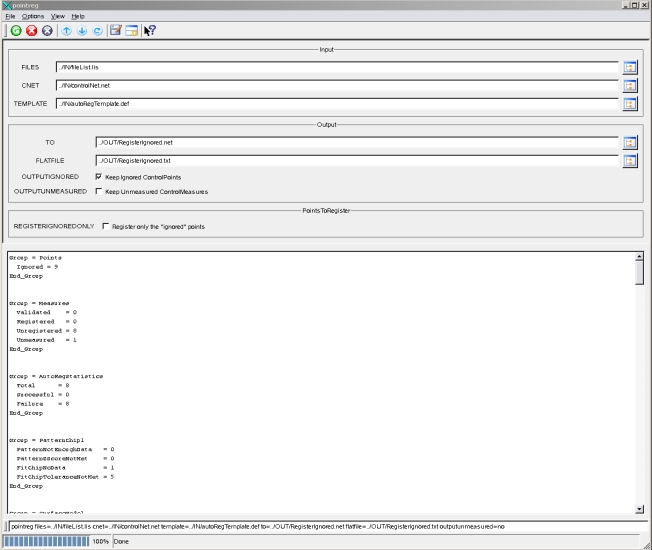 pointreg
File Options View Help
Input
FILES ../IN/fileList.lis
CNET ../IN/controlNet.net
TEMPLATE ../IN/autoRegTemplate.def
Output
TO ../OUT/RegisterIgnored.net
FLATFILE ../OUT/RegisterIgnored.txt
OUTPUTIGNORED Keep Ignored ControlPoints
OUTPUTUNMEASURED Keep Unmeasured ControlMeasures
PointsToRegister
REGISTERIGNOREDONLY Register only the "ignored" points
Group = Points
Ignored = 9
End_Group
Group = Measures
Validated = 0
Registered = 0
Unregistered = 8
Unmeasured = 1
End_Group
Group = AutoRegStatistics
Total = 8
Successful = 0
Failure = 8
End_Group
Group = PatternChip1
PatternNotEnoughData = 0
PatternZScoreNotMet = 0
FitChipNoData = 1
FitChipToleranceNotMet = 5
End_Group
Group = SurfaceModel
pointreg files=../IN/fileList.lis cnet=../IN/controlNet.net template=../IN/autoRegTemplate.def to=../OUT/RegisterIgnored.net flatfile=../OUT/RegisterIgnored.txt outputunmeasured=no
100% Done